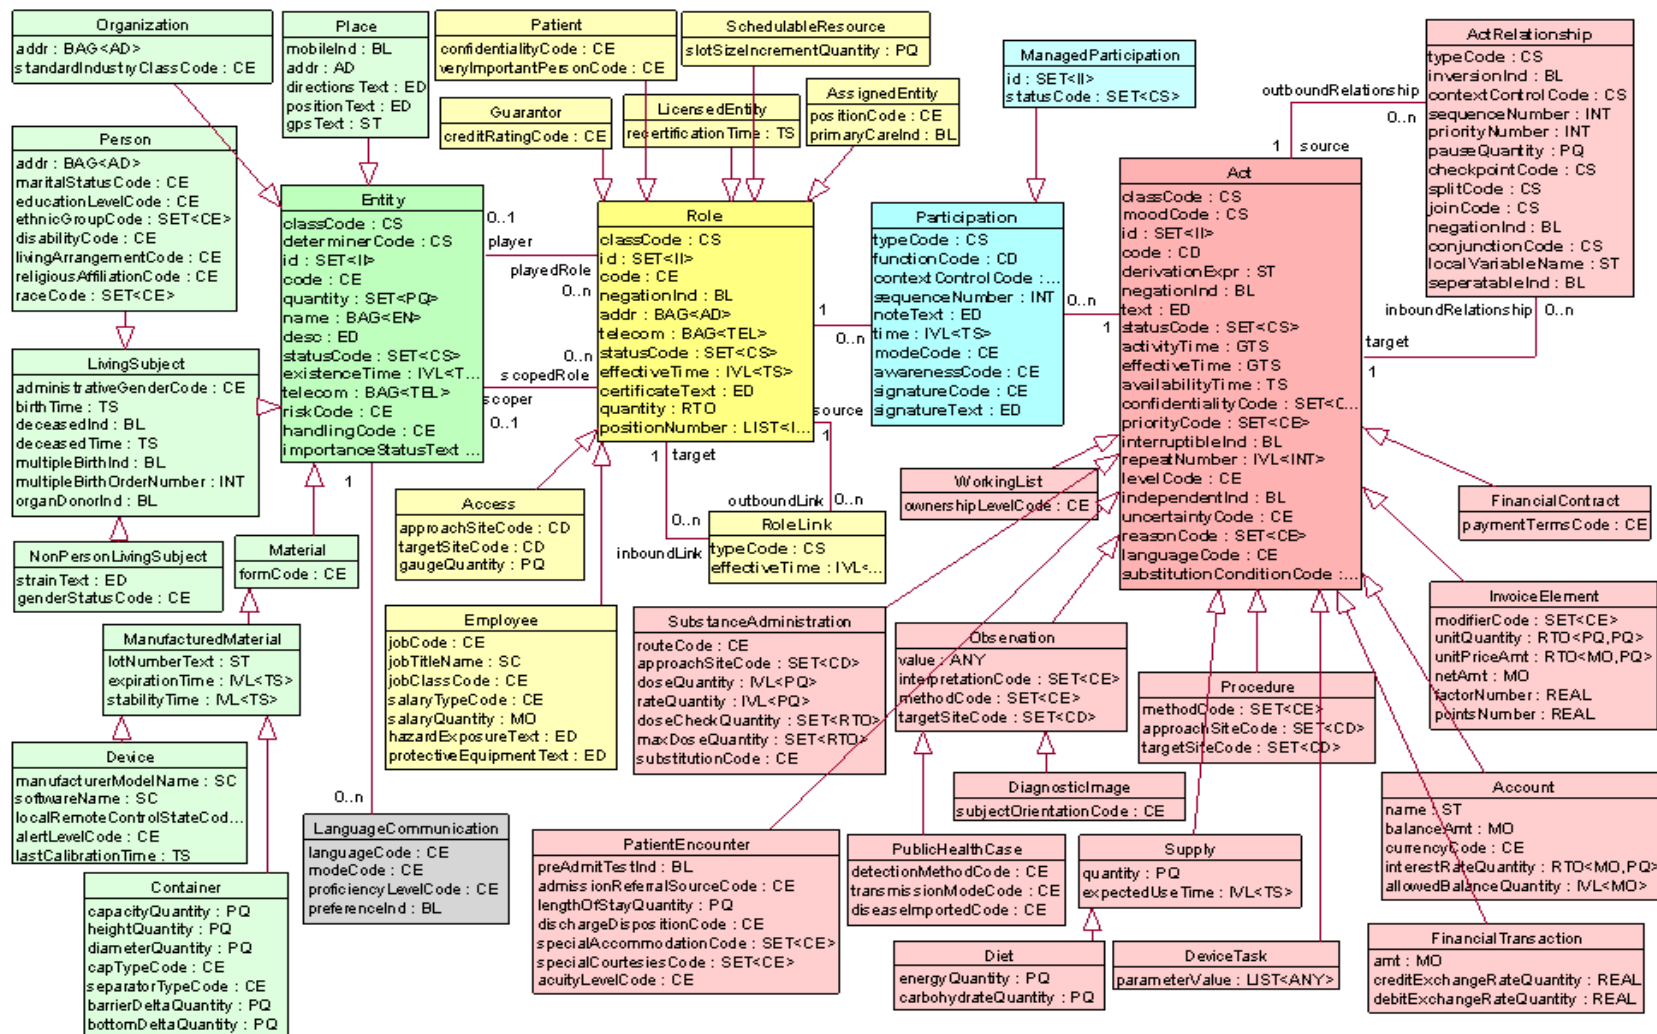 Organization
addr : BAG<AD>
standardIndustryClassCode : CE
Place
mobileInd : BL
addr : AD
directionsText : ED
positionText : ED
gpsText : ST
Patient
confidentialityCode : CE
veryImportantPersonCode : CE
SchedulableResource
slotSizeIncrementQuantity : PQ
ManagedParticipation
id : SET<II>
statusCode : SET<CS>
ActRelationship
typeCode : CS
inversionInd : BL
contextControlCode : CS
sequenceNumber : INT
priorityNumber : INT
pauseQuantity : PQ
checkpointCode : CS
splitCode : CS
joinCode : CS
negationInd : BL
conjunctionCode : CS
localVariableName : ST
seperatableInd : BL
Guarantor
creditRatingCode : CE
LicensedEntity
recertificationTime : TS
AssignedEntity
positionCode : CE
primaryCareInd : BL
outboundRelationship
0..n
1
source
inboundRelationship
0..n
target
1
Person
addr : BAG<AD>
maritalStatusCode : CE
educationLevelCode : CE
ethnicGroupCode : SET<CE>
disabilityCode : CE
livingArrangementCode : CE
religiousAffiliationCode : CE
raceCode : SET<CE>
Entity
classCode : CS
determinerCode : CS
id : SET<II>
code : CE
quantity : SET<PQ>
name : BAG<EN>
desc : ED
statusCode : SET<CS>
existenceTime : IVL<T...
telecom : BAG<TEL>
riskCode : CE
handlingCode : CE
importanceStatusText ...
0..1
player
playedRole
0..n
0..n
scopedRole
scoper
0..1
Role
classCode : CS
id : SET<II>
code : CE
negationInd : BL
addr : BAG<AD>
telecom : BAG<TEL>
statusCode : SET<CS>
effectiveTime : IVL<TS>
certificateText : ED
quantity : RTO
positionNumber : LIST<I...
1
0..n
Participation
typeCode : CS
functionCode : CD
contextControlCode :...
sequenceNumber : INT
noteText : ED
time : IVL<TS>
modeCode : CE
awarenessCode : CE
signatureCode : CE
signatureText : ED
0..n
1
Act
classCode : CS
moodCode : CS
id : SET<II>
code : CD
derivationExpr : ST
negationInd : BL
text : ED
statusCode : SET<CS>
activityTime : GTS
effectiveTime : GTS
availabilityTime : TS
confidentialityCode : SET<C...
priorityCode : SET<CE>
interruptibleInd : BL
repeatNumber : IVL<INT>
levelCode : CE
independentInd : BL
uncertaintyCode : CE
reasonCode : SET<CE>
languageCode : CE
substitutionConditionCode :...
LivingSubject
administrativeGenderCode : CE
birthTime : TS
deceasedInd : BL
deceasedTime : TS
multipleBirthInd : BL
multipleBirthOrderNumber : INT
organDonorInd : BL
source
1
1
target
outboundLink
0..n
0..n
inboundLink
RoleLink
typeCode : CS
effectiveTime : IVL<...
Access
approachSiteCode : CD
targetSiteCode : CD
gaugeQuantity : PQ
WorkingList
ownershipLevelCode : CE
FinancialContract
paymentTermsCode : CE
NonPersonLivingSubject
strainText : ED
genderStatusCode : CE
Material
formCode : CE
1
0..n
ManufacturedMaterial
lotNumberText : ST
expirationTime : IVL<TS>
stabilityTime : IVL<TS>
Employee
jobCode : CE
jobTitleName : SC
jobClassCode : CE
salaryTypeCode : CE
salaryQuantity : MO
hazardExposureText : ED
protectiveEquipmentText : ED
SubstanceAdministration
routeCode : CE
approachSiteCode : SET<CD>
doseQuantity : IVL<PQ>
rateQuantity : IVL<PQ>
doseCheckQuantity : SET<RTO>
maxDoseQuantity : SET<RTO>
substitutionCode : CE
Observation
value : ANY
interpretationCode : SET<CE>
methodCode : SET<CE>
targetSiteCode : SET<CD>
Procedure
methodCode : SET<CE>
approachSiteCode : SET<CD>
targetSiteCode : SET<CD>
InvoiceElement
modifierCode : SET<CE>
unitQuantity : RTO<PQ,PQ>
unitPriceAmt : RTO<MO,PQ>
netAmt : MO
factorNumber : REAL
pointsNumber : REAL
Device
manufacturerModelName : SC
softwareName : SC
localRemoteControlStateCod...
alertLevelCode : CE
lastCalibrationTime : TS
DiagnosticImage
subjectOrientationCode : CE
Account
name : ST
balanceAmt : MO
currencyCode : CE
interestRateQuantity : RTO<MO,PQ>
allowedBalanceQuantity : IVL<MO>
LanguageCommunication
languageCode : CE
modeCode : CE
proficiencyLevelCode : CE
preferenceInd : BL
PatientEncounter
preAdmitTestInd : BL
admissionReferralSourceCode : CE
lengthOfStayQuantity : PQ
dischargeDispositionCode : CE
specialAccommodationCode : SET<CE>
specialCourtesiesCode : SET<CE>
acuityLevelCode : CE
PublicHealthCase
detectionMethodCode : CE
transmissionModeCode : CE
diseaseImportedCode : CE
Supply
quantity : PQ
expectedUseTime : IVL<TS>
Container
capacityQuantity : PQ
heightQuantity : PQ
diameterQuantity : PQ
capTypeCode : CE
separatorTypeCode : CE
barrierDeltaQuantity : PQ
bottomDeltaQuantity : PQ
Diet
energyQuantity : PQ
carbohydrateQuantity : PQ
DeviceTask
parameterValue : LIST<ANY>
FinancialTransaction
amt : MO
creditExchangeRateQuantity : REAL
debitExchangeRateQuantity : REAL